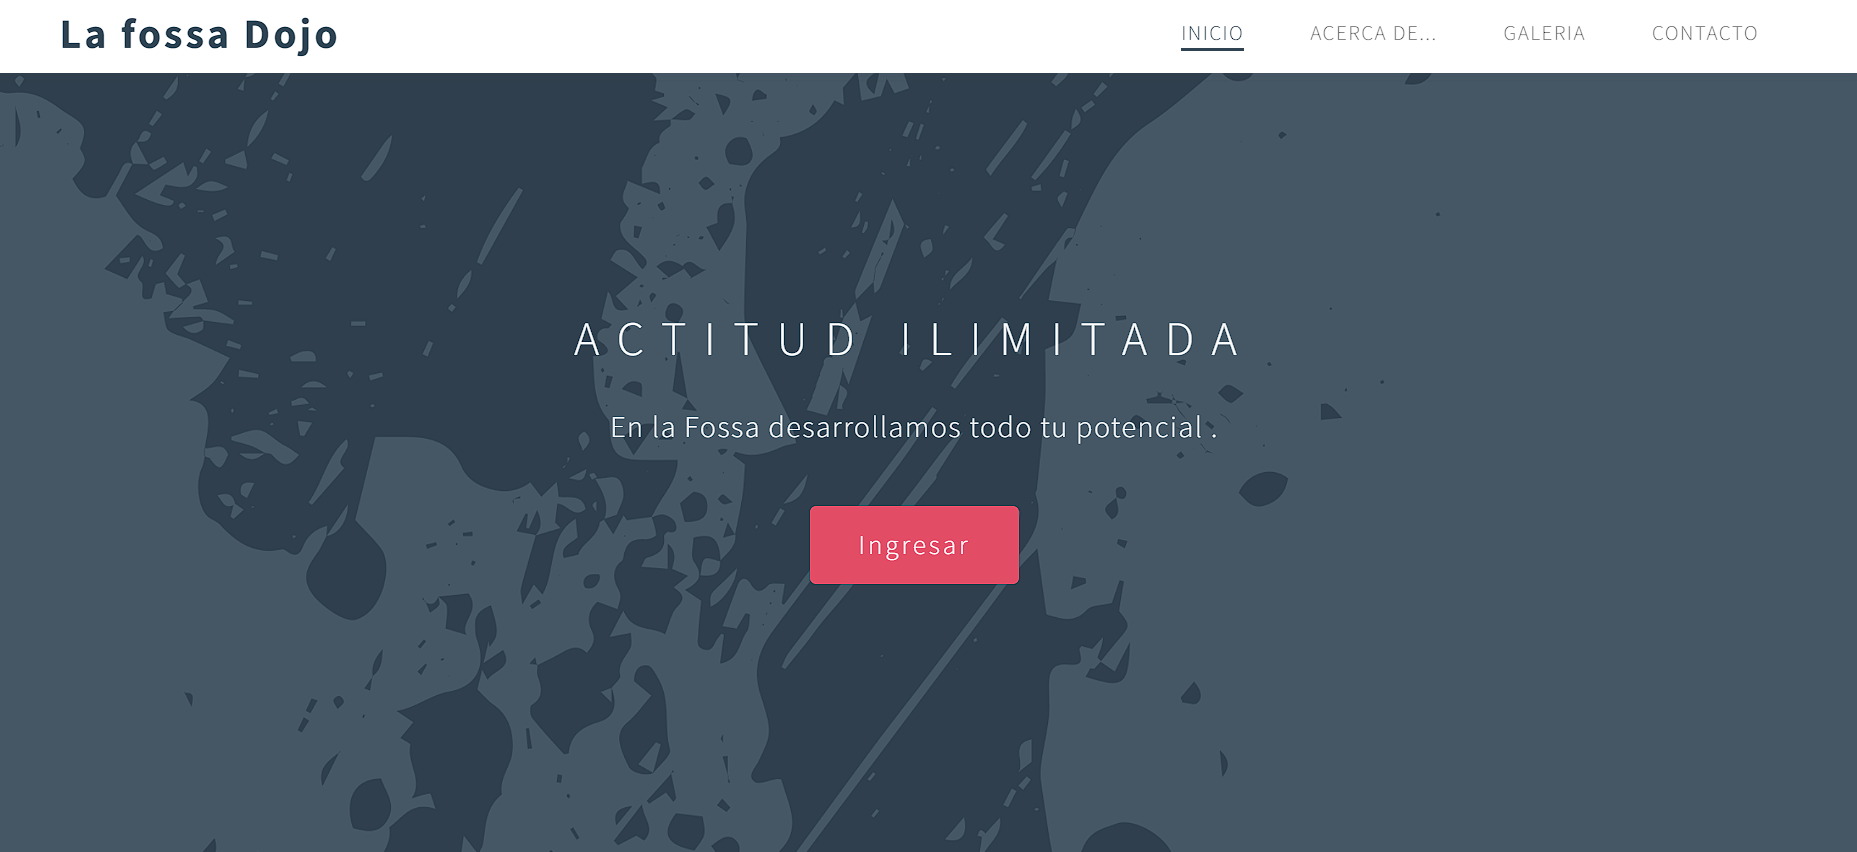 La fossa Dojo
INICIO ACERCA DE... GALERIA CONTACTO
ACTITUD ILIMITADA
En la Fossa desarrollamos todo tu potencial .
Ingresar